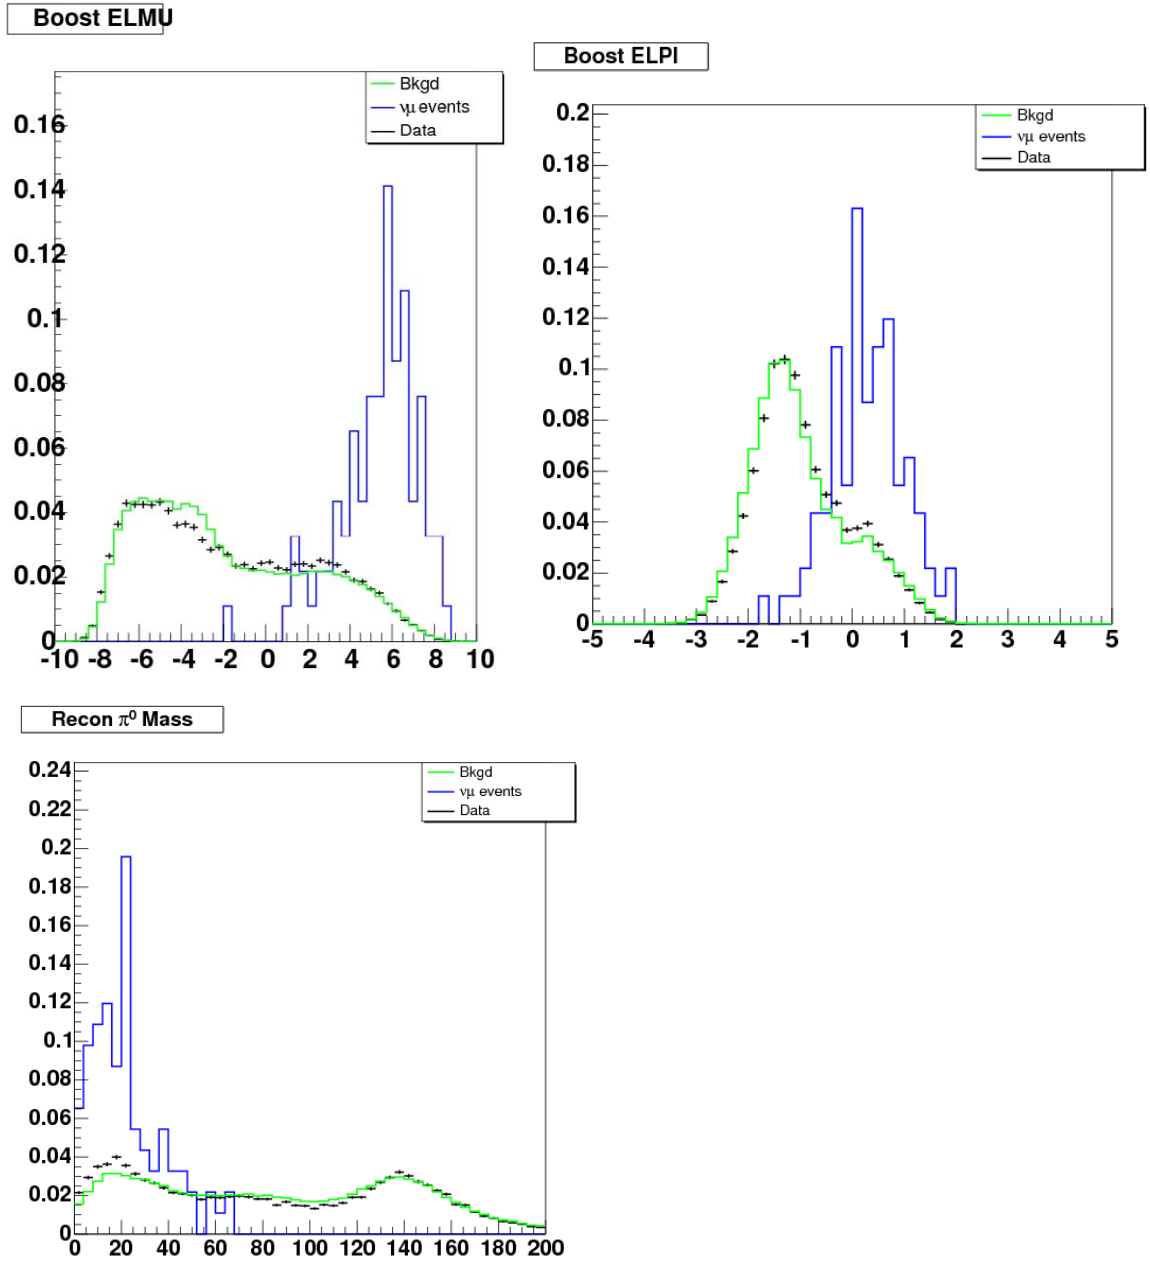 Boost ELMU
Bkgd
νμ events
Data
0.16
0.14
0.12
0.1
0.08
0.06
0.04
0.02
0
-10 -8 -6 -4 -2 0 2 4 6 8 10
Boost ELPI
Bkgd
νμ events
Data
0.2
0.18
0.16
0.14
0.12
0.1
0.08
0.06
0.04
0.02
0
-5 -4 -3 -2 -1 0 1 2 3 4 5
Recon π⁰ Mass
Bkgd
νμ events
Data
0.24
0.22
0.2
0.18
0.16
0.14
0.12
0.1
0.08
0.06
0.04
0.02
0
0 20 40 60 80 100 120 140 160 180 200